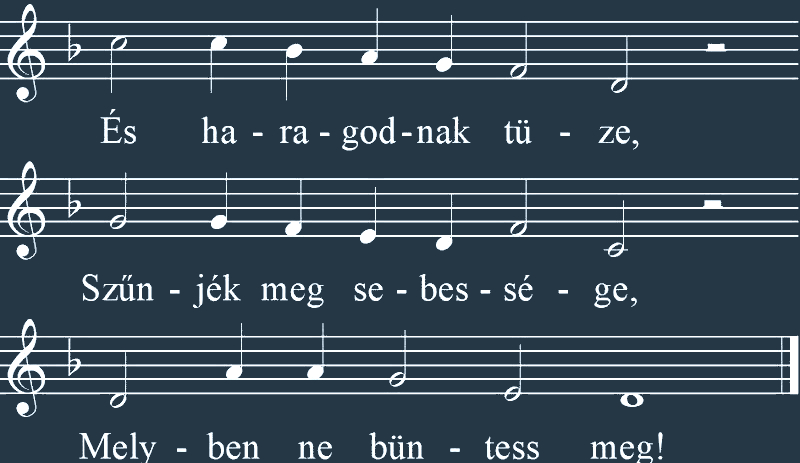 És ha - ra - god - nak tü - ze,
Szűn - jék meg se - bes - sé - ge,
Mely - ben ne bün - tess meg!